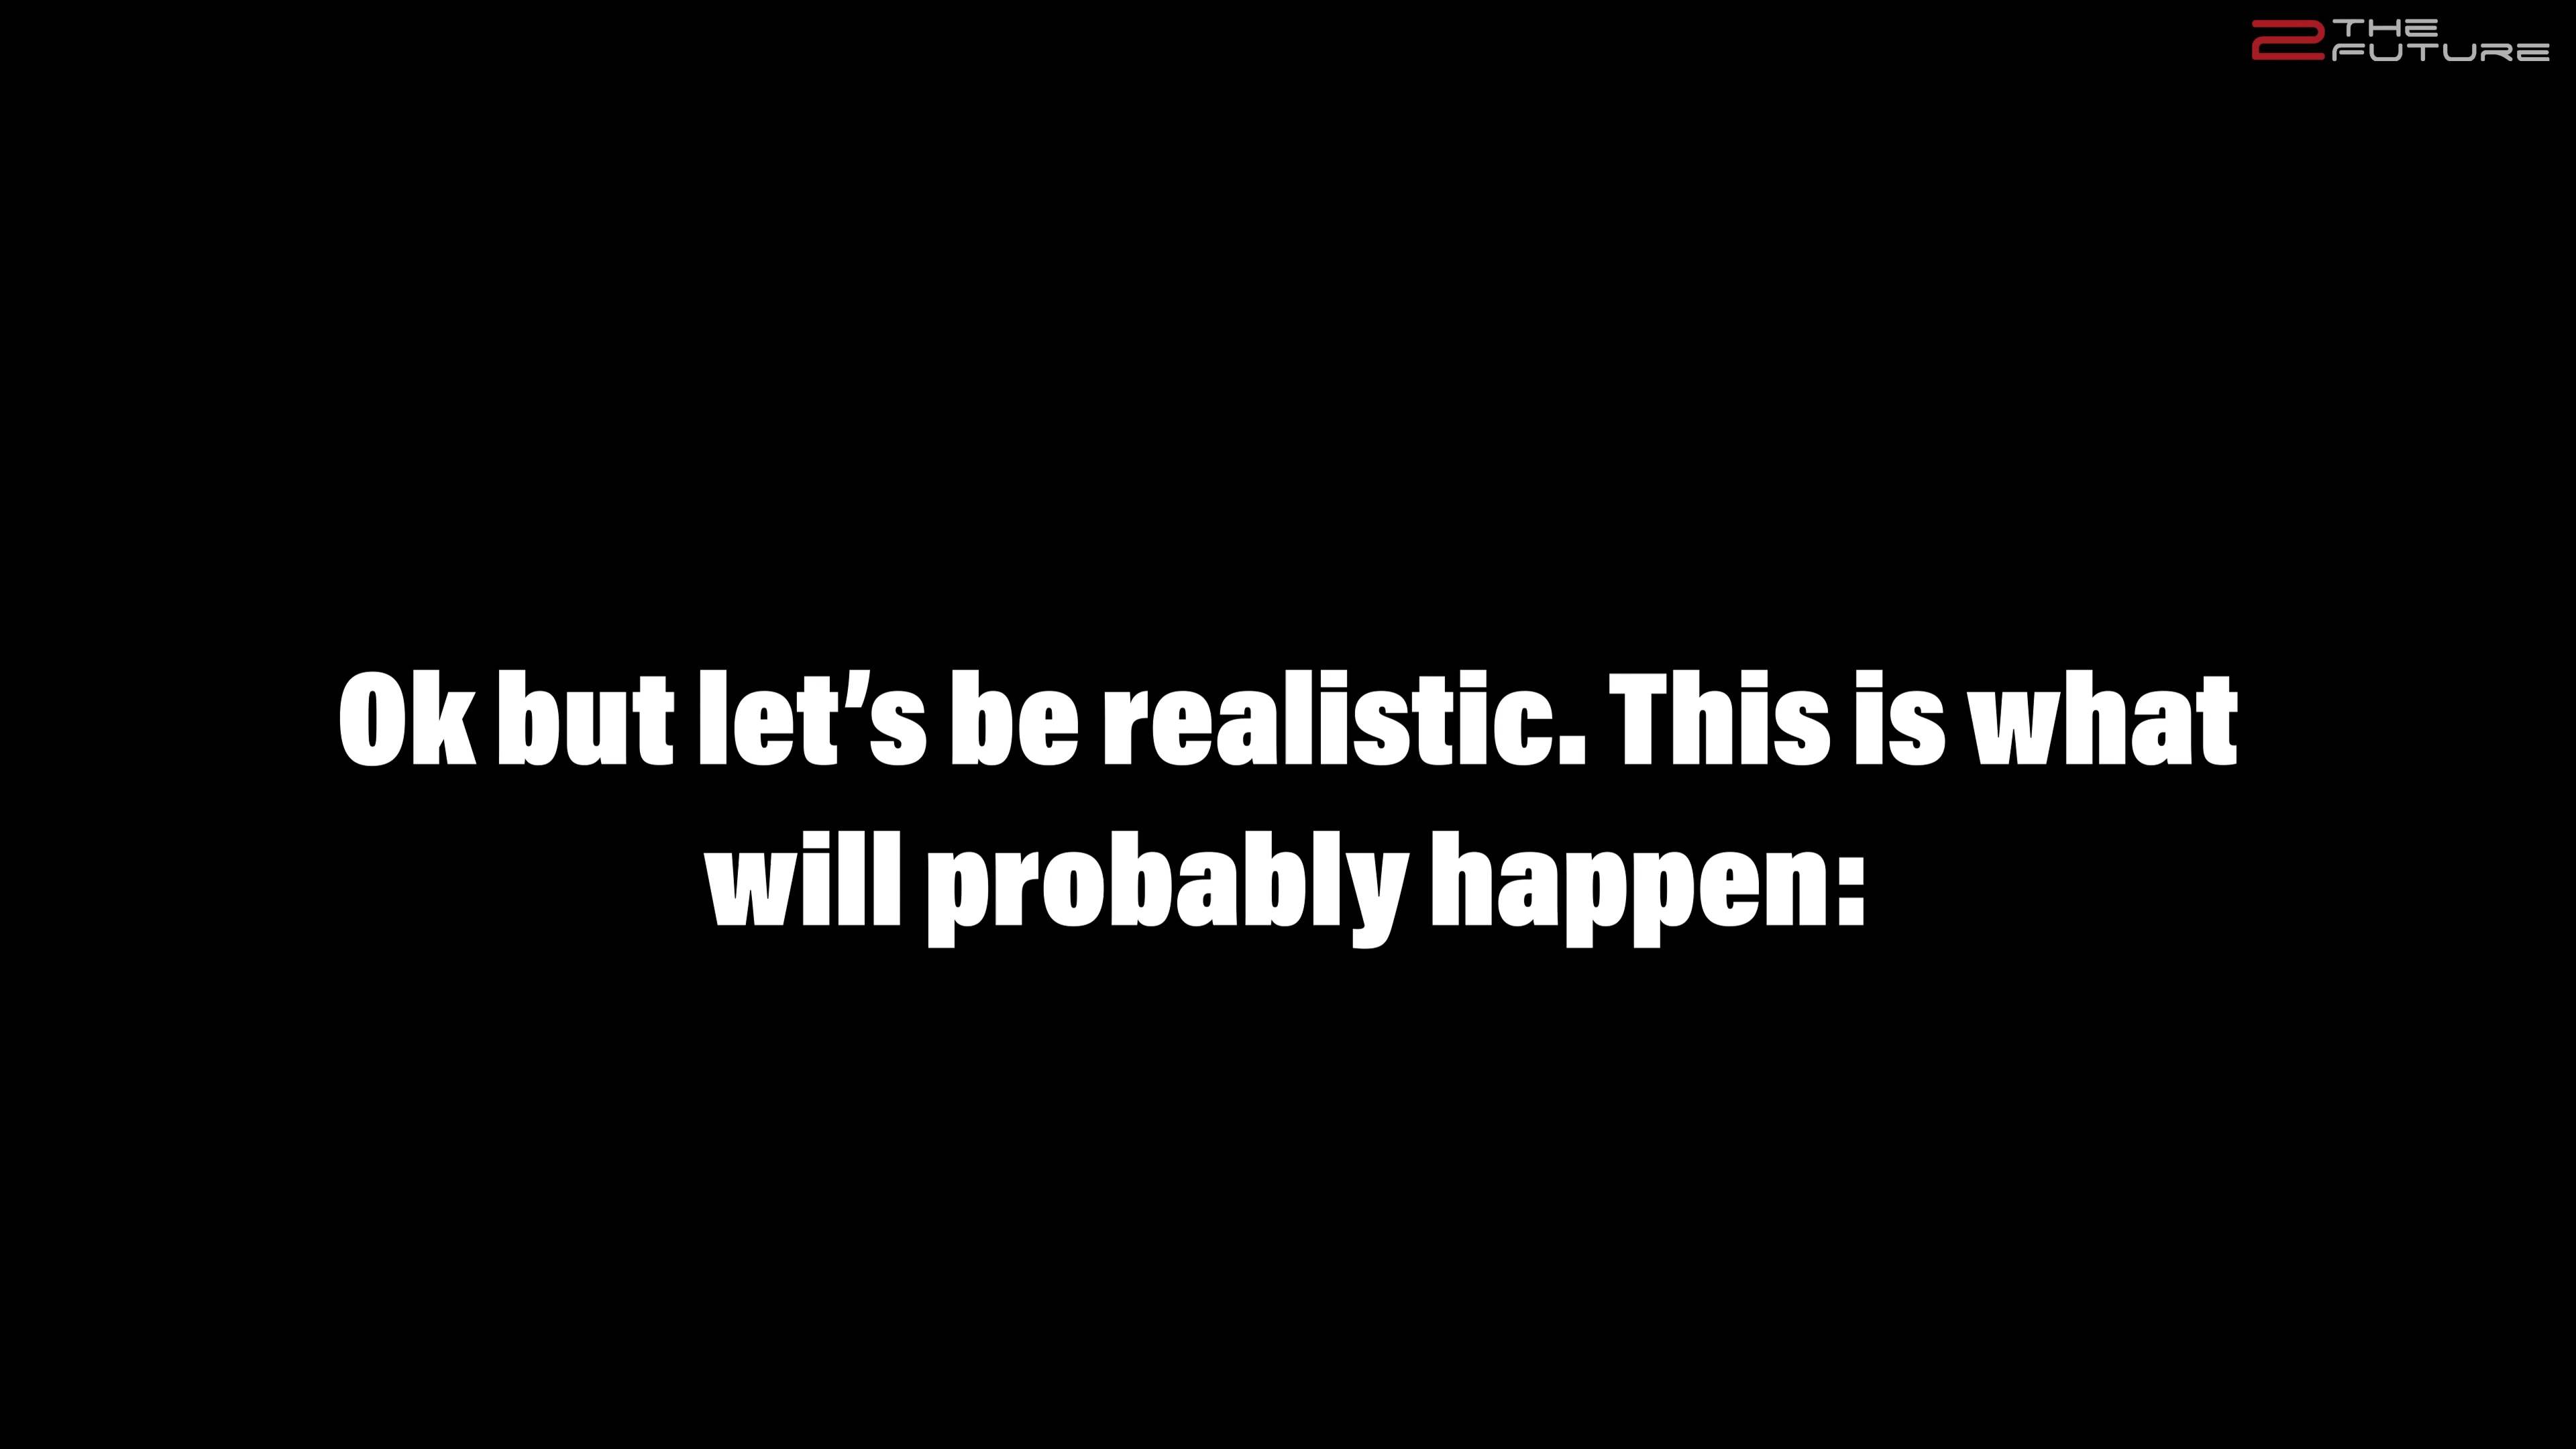 2 THE
FUTURE
Ok but let’s be realistic. This is what
will probably happen: